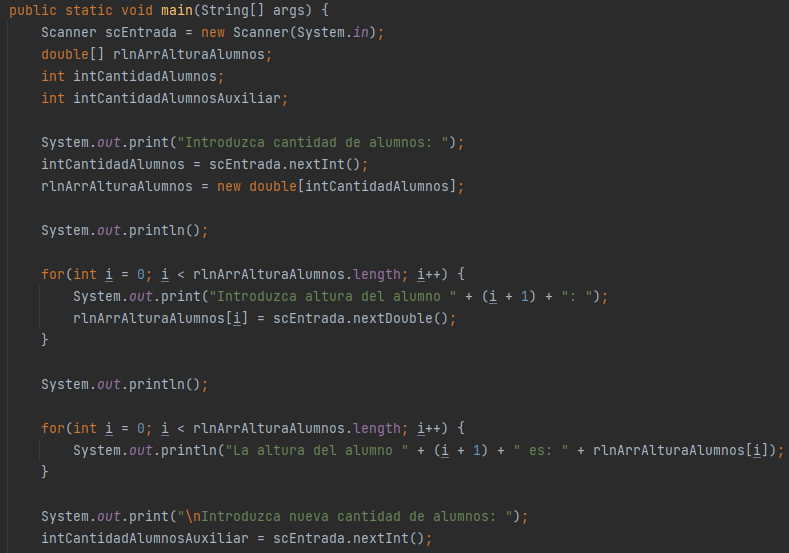 public static void main(String[] args) {
    Scanner scEntrada = new Scanner(System.in);
    double[] rlnArrAlturaAlumnos;
    int intCantidadAlumnos;
    int intCantidadAlumnosAuxiliar;

    System.out.print("Introduzca cantidad de alumnos: ");
    intCantidadAlumnos = scEntrada.nextInt();
    rlnArrAlturaAlumnos = new double[intCantidadAlumnos];

    System.out.println();

    for(int i = 0; i < rlnArrAlturaAlumnos.length; i++) {
        System.out.print("Introduzca altura del alumno " + (i + 1) + ": ");
        rlnArrAlturaAlumnos[i] = scEntrada.nextDouble();
    }

    System.out.println();

    for(int i = 0; i < rlnArrAlturaAlumnos.length; i++) {
        System.out.println("La altura del alumno " + (i + 1) + " es: " + rlnArrAlturaAlumnos[i]);
    }

    System.out.print("\nIntroduzca nueva cantidad de alumnos: ");
    intCantidadAlumnosAuxiliar = scEntrada.nextInt();